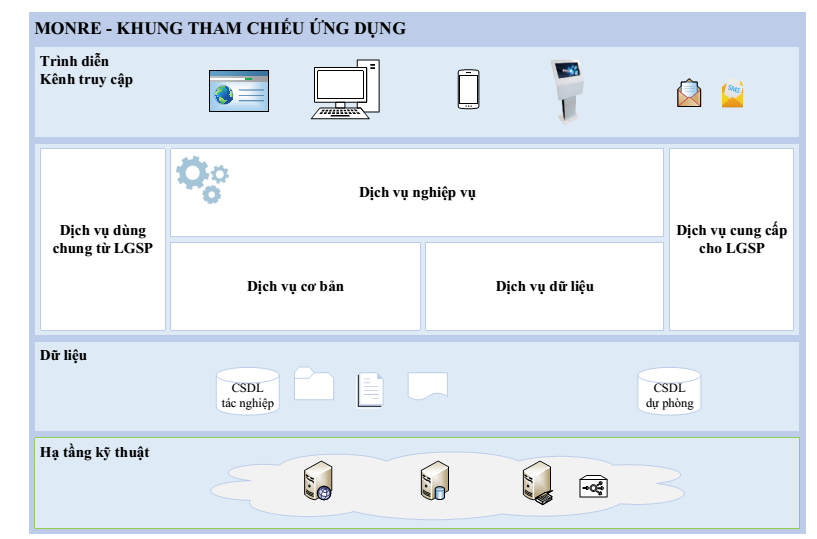 MONRE - KHUNG THAM CHIẾU ỨNG DỤNG
Trình diễn
Kênh truy cập
SMS
Dịch vụ dùng
chung từ LGSP
Dịch vụ nghiệp vụ
Dịch vụ cơ bản
Dịch vụ dữ liệu
Dịch vụ cung cấp
cho LGSP
Dữ liệu
CSDL
tác nghiệp
CSDL
dự phòng
Hạ tầng kỹ thuật